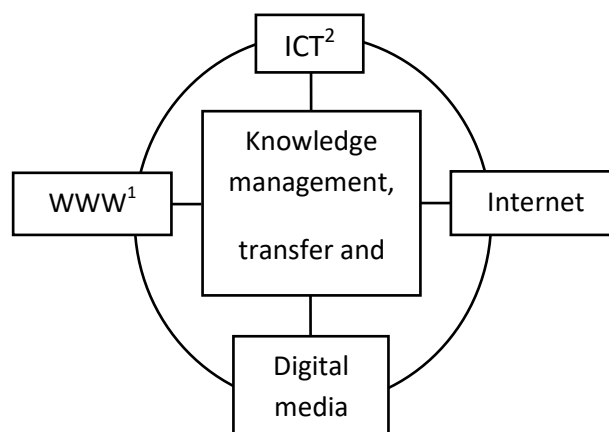 ICT²
Knowledge
management,
transfer and
WWW¹
Internet
Digital
media